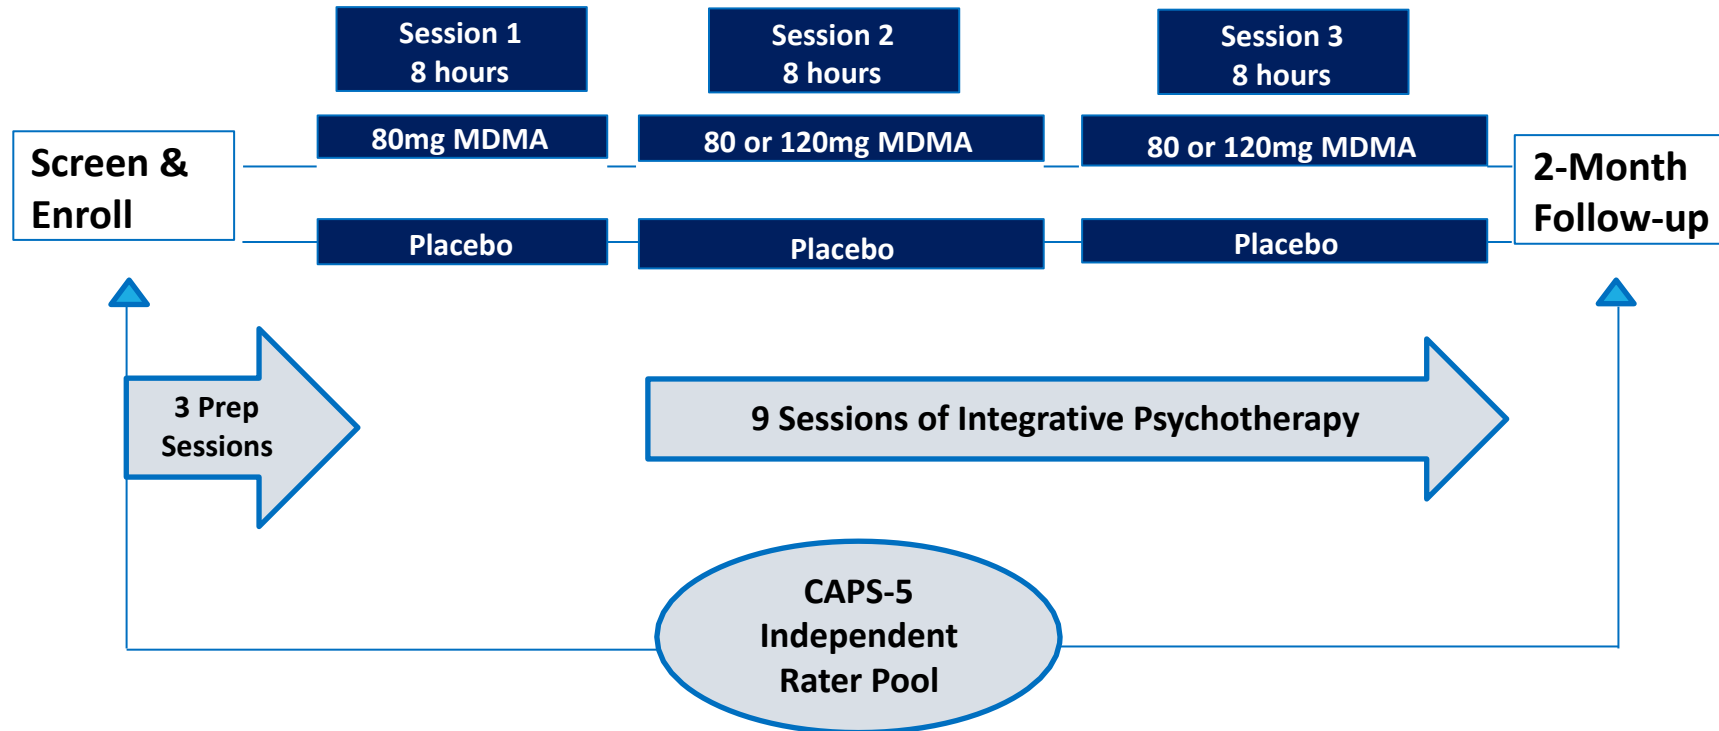 Session 1
8 hours
Session 2
8 hours
Session 3
8 hours
80mg MDMA
80 or 120mg MDMA
80 or 120mg MDMA
Screen &
Enroll
2-Month
Follow-up
Placebo
Placebo
Placebo
3 Prep
Sessions
9 Sessions of Integrative Psychotherapy
CAPS-5
Independent
Rater Pool